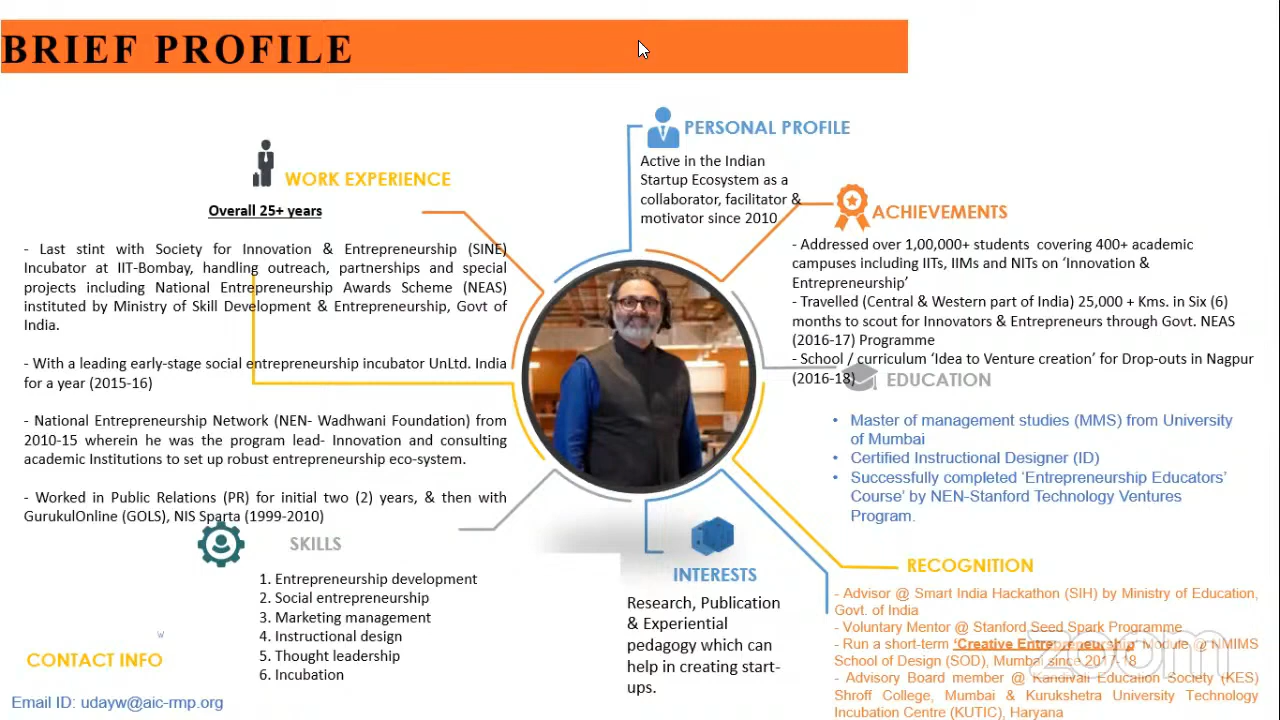 BRIEF PROFILE
PERSONAL PROFILE
Active in the Indian
Startup Ecosystem as a
collaborator, facilitator &
motivator since 2010
WORK EXPERIENCE
Overall 25+ years
- Last stint with Society for Innovation & Entrepreneurship (SINE)
Incubator at IIT-Bombay, handling outreach, partnerships and special
projects including National Entrepreneurship Awards Scheme (NEAS)
instituted by Ministry of Skill Development & Entrepreneurship, Govt of
India.
- With a leading early-stage social entrepreneurship incubator UnLtd. India
for a year (2015-16)
- National Entrepreneurship Network (NEN- Wadhwani Foundation) from
2010-15 wherein he was the program lead- Innovation and consulting
academic Institutions to set up robust entrepreneurship eco-system.
- Worked in Public Relations (PR) for initial two (2) years, & then with
GurukulOnline (GOLS), NIS Sparta (1999-2010)
ACHIEVEMENTS
- Addressed over 1,00,000+ students covering 400+ academic
campuses including IITs, IIMs and NITs on ‘Innovation &
Entrepreneurship’
- Travelled (Central & Western part of India) 25,000 + Kms. in Six (6)
months to scout for Innovators & Entrepreneurs through Govt. NEAS
(2016-17) Programme
- School / curriculum ‘Idea to Venture creation’ for Drop-outs in Nagpur
(2016-18)
EDUCATION
• Master of management studies (MMS) from University
of Mumbai
• Certified Instructional Designer (ID)
• Successfully completed ‘Entrepreneurship Educators’
Course’ by NEN-Stanford Technology Ventures
Program.
SKILLS
1. Entrepreneurship development
2. Social entrepreneurship
3. Marketing management
4. Instructional design
5. Thought leadership
6. Incubation
INTERESTS
Research, Publication
& Experiential
pedagogy which can
help in creating start-
ups.
RECOGNITION
- Advisor @ Smart India Hackathon (SIH) by Ministry of Education,
Govt. of India
- Voluntary Mentor @ Stanford Seed Spark Programme
- Run a short-term ‘Creative Entrepreneurship’ Module @ NMIMS
School of Design (SOD), Mumbai since 2017-18
- Advisory Board member @ Kandivali Education Society (KES)
Shroff College, Mumbai & Kurukshetra University Technology
Incubation Centre (KUTIC), Haryana
zoom
W
CONTACT INFO
Email ID: udayw@aic-rmp.org